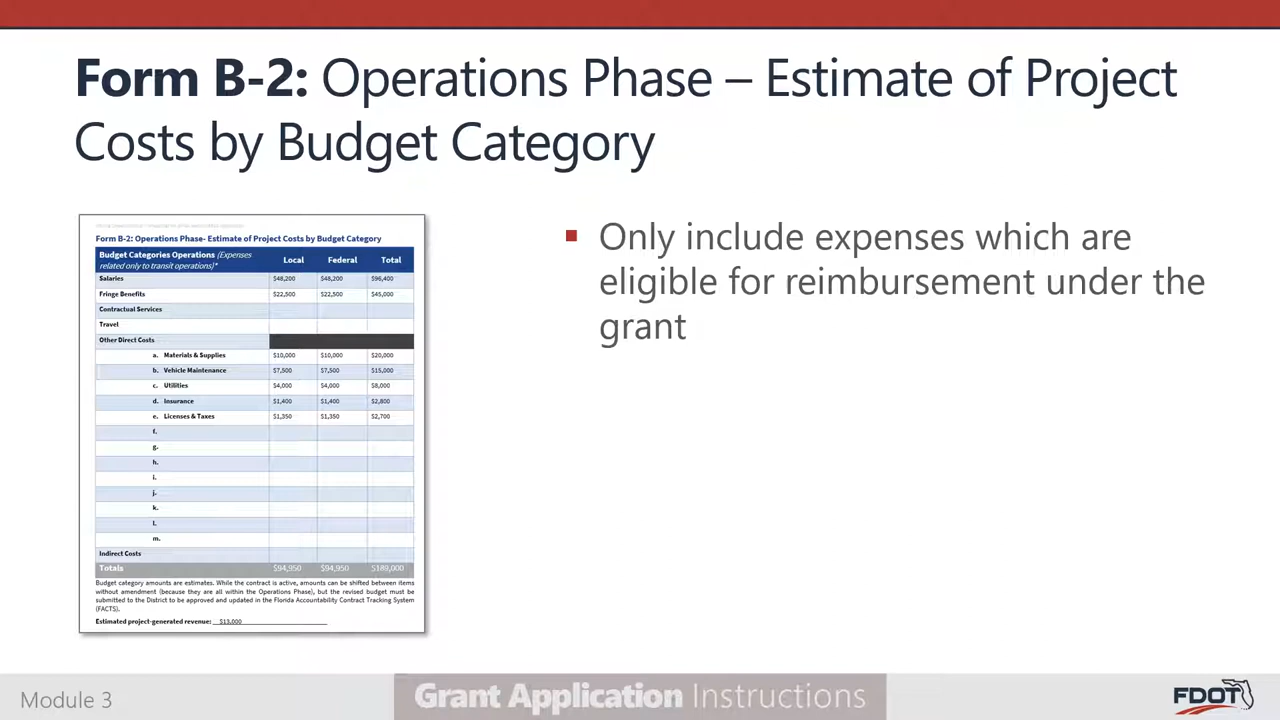 Form B-2: Operations Phase – Estimate of Project
Costs by Budget Category
Form B-2: Operations Phase- Estimate of Project Costs by Budget Category
Budget Categories Operations (Expenses related only to transit operations)* Local Federal Total
Salaries $48,200 $48,200 $96,400
Fringe Benefits $22,500 $22,500 $45,000
Contractual Services
Travel
Other Direct Costs
a. Materials & Supplies $10,000 $10,000 $20,000
b. Vehicle Maintenance $7,500 $7,500 $15,000
c. Utilities $4,000 $4,000 $8,000
d. Insurance $1,400 $1,400 $2,800
e. Licenses & Taxes $1,350 $1,350 $2,700
f.
g.
h.
i.
j.
k.
l.
m.
Indirect Costs
Totals $94,950 $94,950 $189,000
Budget category amounts are estimates. While the contract is active, amounts can be shifted between items
without amendment (because they are all within the Operations Phase), but the revised budget must be
submitted to the District to be approved and updated in the Florida Accountability Contract Tracking System
(FACTS).
Estimated project-generated revenue: $13,000
Only include expenses which are
eligible for reimbursement under the
grant
Module 3
Grant Application Instructions
FDOT